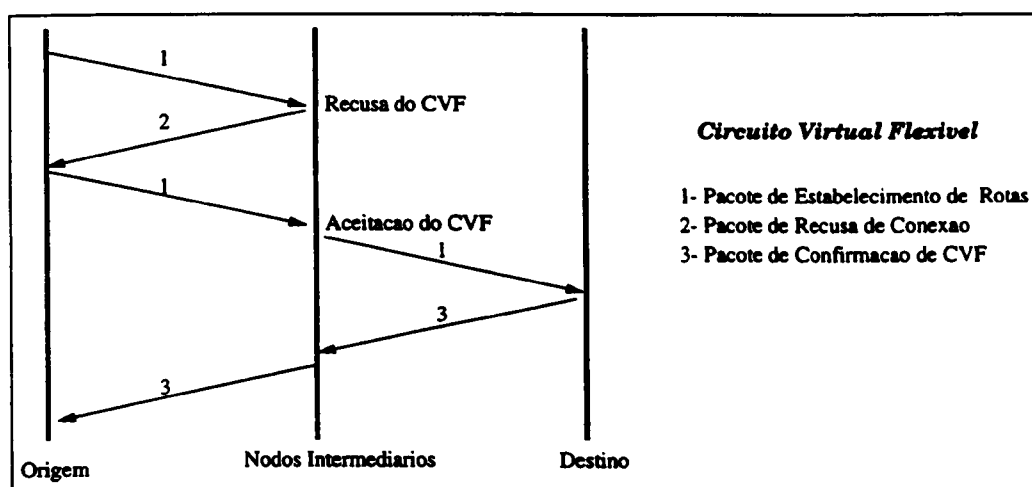 1
Recusa do CVF
2
1
Aceitacao do CVF
1
3
3
Origem
Nodos Intermediarios
Destino
Circuito Virtual Flexivel
1- Pacote de Estabelecimento de Rotas
2- Pacote de Recusa de Conexao
3- Pacote de Confirmacao de CVF